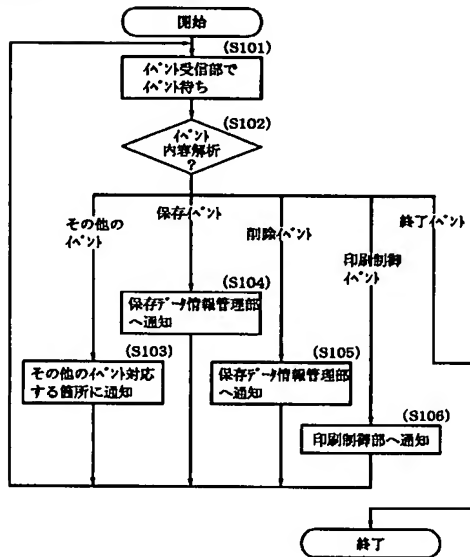 開始
(S101)
イベント受信部で
イベント待ち
(S102)
イベント
内容解析
?
その他の
イベント
保存イベント
削除イベント
印刷制御
イベント
終了イベント
(S104)
保存データ情報管理部
へ通知
(S103)
その他のイベント対応
する箇所に通知
(S105)
保存データ情報管理部
へ通知
(S106)
印刷制御部へ通知
終了